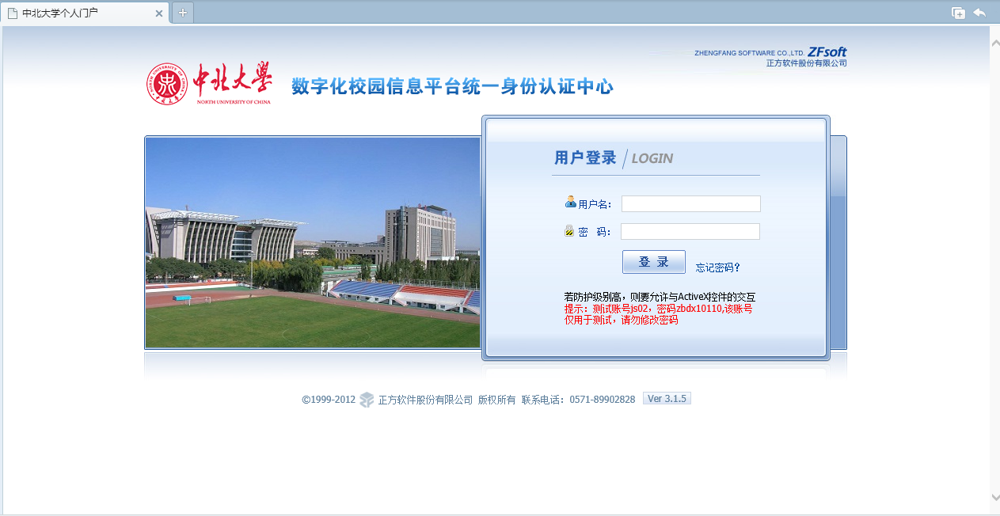 中北大学个人门户
ZHENGFANG SOFTWARE CO.,LTD. ZFsoft
正方软件股份有限公司
中北大學
NORTH UNIVERSITY OF CHINA
数字化校园信息平台统一身份认证中心
用户登录 / LOGIN
用户名:
密 码:
登 录 忘记密码?
若防护级别高，则要允许与ActiveX控件的交互
提示：测试账号js02，密码zbdx10110,该账号
仅用于测试，请勿修改密码
©1999-2012 正方软件股份有限公司 版权所有 联系电话：0571-89902828 Ver 3.1.5